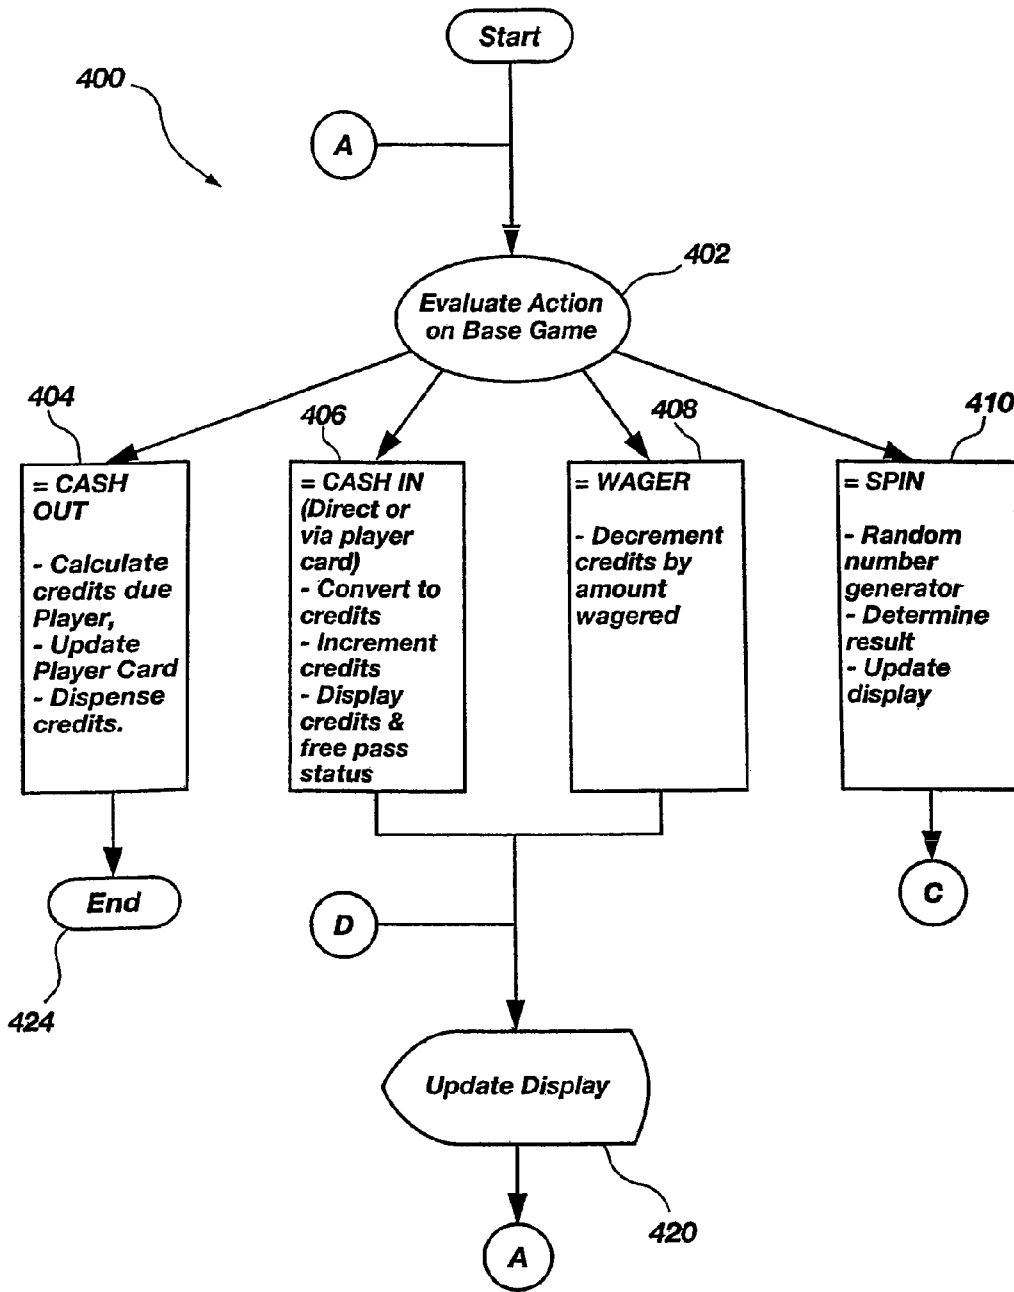 Start
400
A
402
Evaluate Action
on Base Game
404
= CASH
OUT
- Calculate
credits due
Player,
- Update
Player Card
- Dispense
credits.
406
= CASH IN
(Direct or
via player
card)
- Convert to
credits
- Increment
credits
- Display
credits &
free pass
status
408
= WAGER
- Decrement
credits by
amount
wagered
410
= SPIN
- Random
number
generator
- Determine
result
- Update
display
End
424
D
C
Update Display
420
A